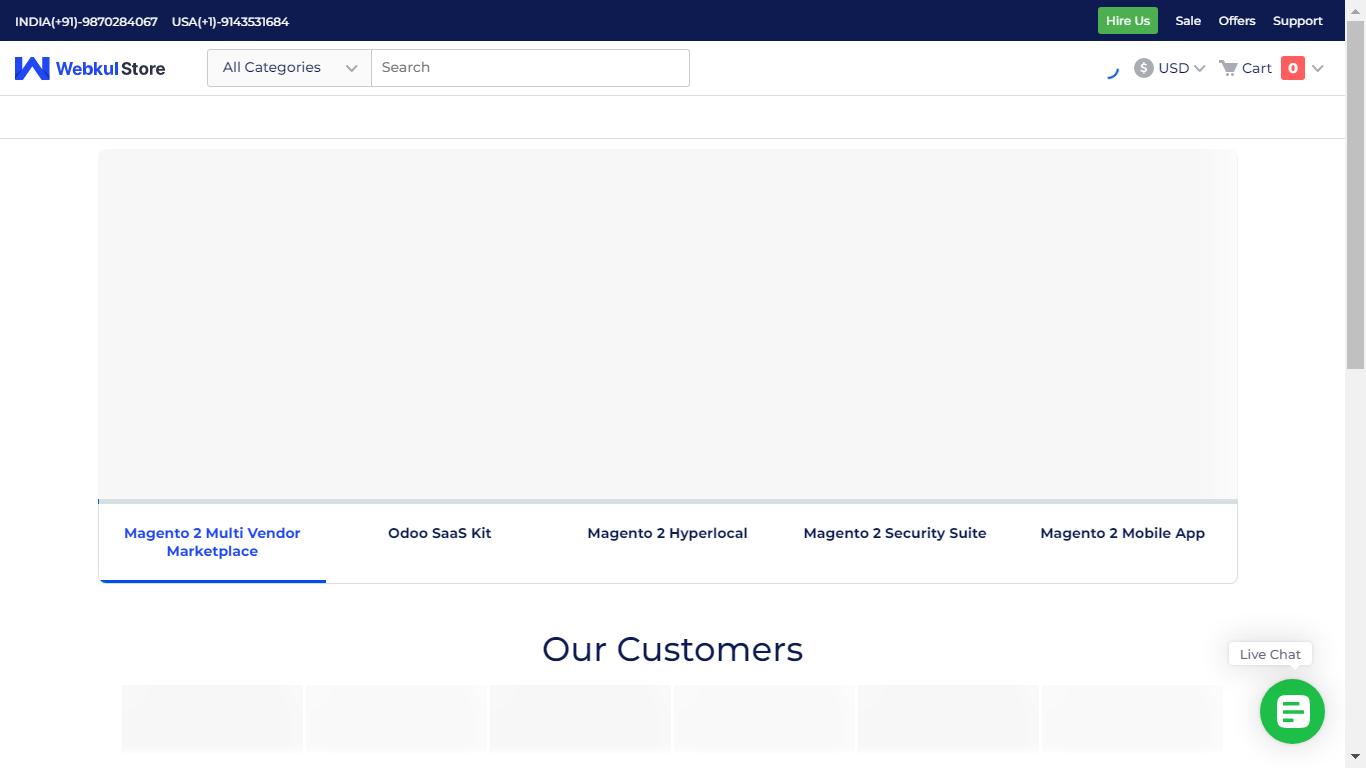 INDIA(+91)-9870284067 USA(+1)-9143531684 Hire Us Sale Offers Support
Webkul Store All Categories Search USD Cart 0
Magento 2 Multi Vendor
Marketplace
Odoo SaaS Kit
Magento 2 Hyperlocal
Magento 2 Security Suite
Magento 2 Mobile App
Our Customers
Live Chat